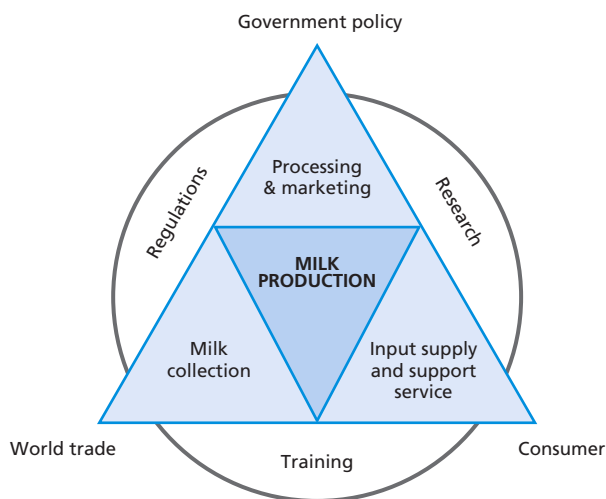 Government policy
Processing
& marketing
Regulations
Research
MILK
PRODUCTION
Milk
collection
Input supply
and support
service
World trade
Training
Consumer